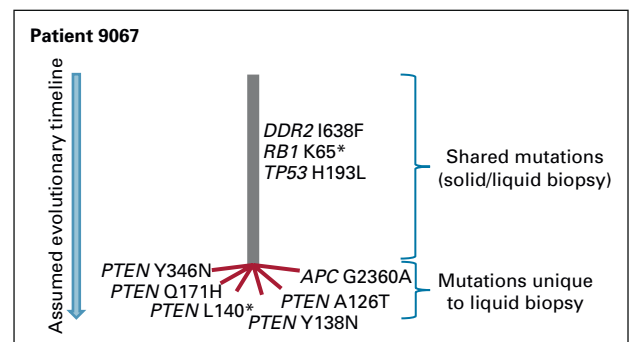 Patient 9067
Assumed evolutionary timeline
DDR2 I638F
RB1 K65*
TP53 H193L
Shared mutations
(solid/liquid biopsy)
PTEN Y346N
PTEN Q171H
PTEN L140*
PTEN Y138N
PTEN A126T
APC G2360A
Mutations unique
to liquid biopsy